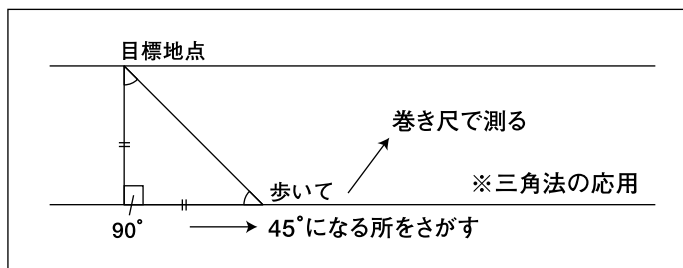 目標地点
巻き尺で測る
歩いて
※三角法の応用
90°
45°になる所をさがす